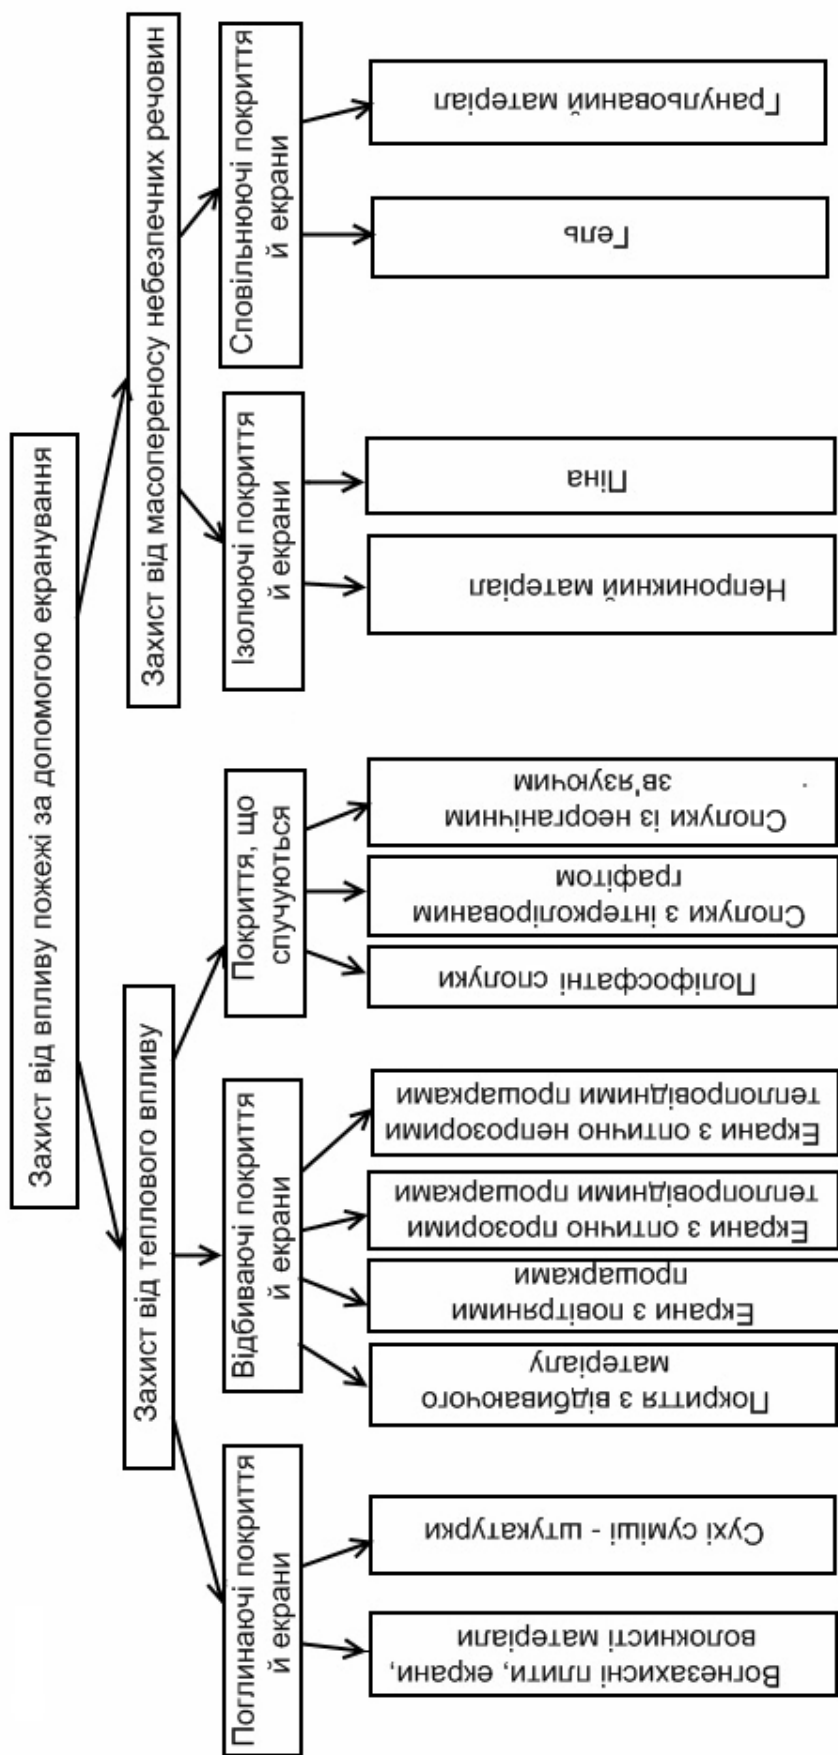 Захист від впливу пожежі за допомогою екранування
Захист від теплового впливу
Захист від масопереносу небезпечних речовин
Поглинаючі покриття
й екрани
Відбиваючі покриття
й екрани
Покриття, що
спучуються
Ізолюючі покриття
й екрани
Сповільнюючі покриття
й екрани
Вогнезахисні плити, екрани,
волокнисті матеріали
Сухі суміші - штукатурки
Покриття з відбиваючого
матеріалу
Екрани з повітряними
прошарками
Екрани з оптично прозорими
теплопровідними прошарками
Екрани з оптично непрозорими
теплопровідними прошарками
Поліфосфатні сполуки
Сполуки з інтерколірованим
графітом
Сполуки із неорганічним
зв'язуючим
Непроникний матеріал
Піна
Гель
Гранульований матеріал